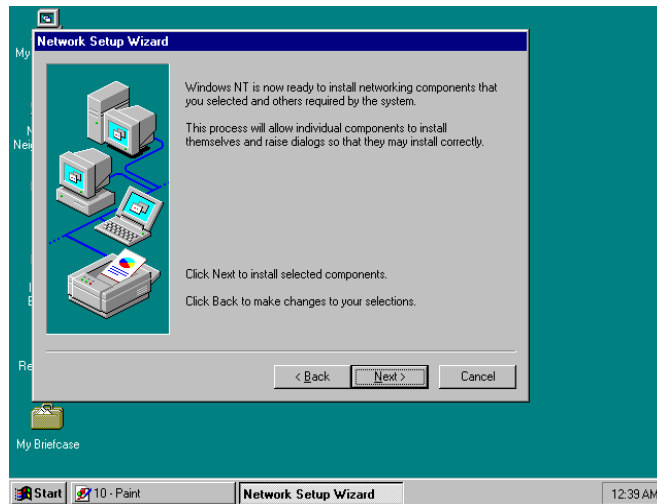 My
Network Setup Wizard
Windows NT is now ready to install networking components that
you selected and others required by the system.
This process will allow individual components to install
themselves and raise dialogs so that they may install correctly.
N
Neig
I
E
Click Next to install selected components.
Click Back to make changes to your selections.
Re
< Back
Next >
Cancel
My Briefcase
Start
10 - Paint
Network Setup Wizard
12:39 AM